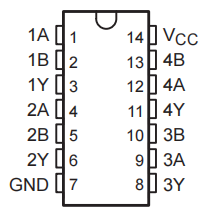 1A 1 14 VCC
1B 2 13 4B
1Y 3 12 4A
2A 4 11 4Y
2B 5 10 3B
2Y 6 9 3A
GND 7 8 3Y